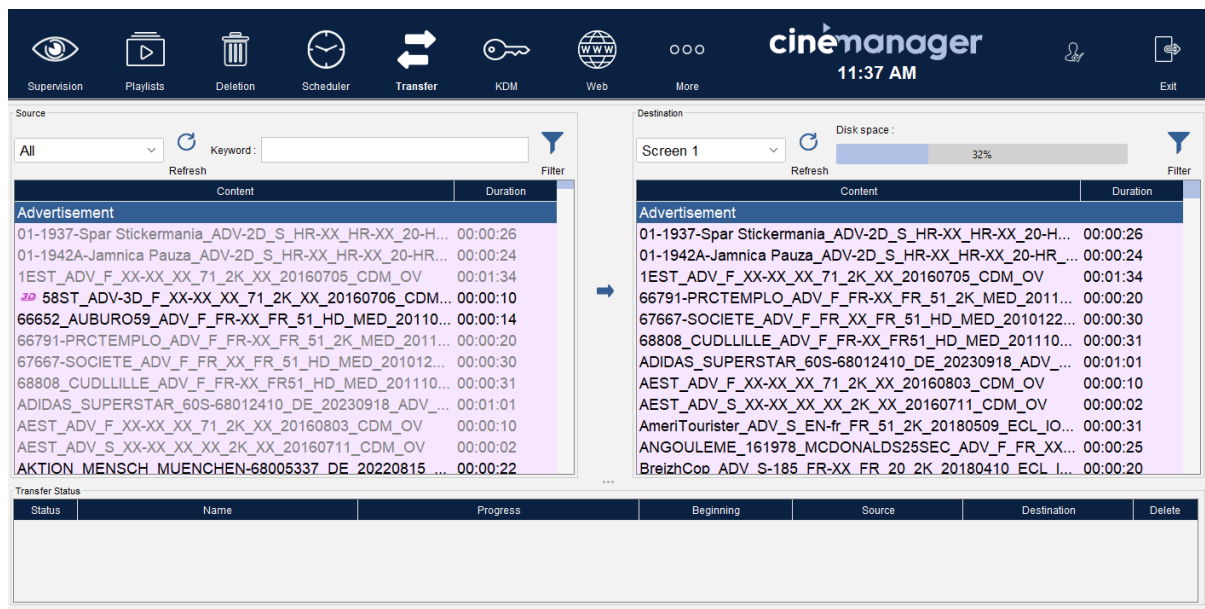 Supervision Playlists Deletion Scheduler Transfer KDM WWW Web More cinémanager 11:37 AM Exit
Source
All Refresh Keyword : Filter
Content Duration
Advertisement
01-1937-Spar Stickermania_ADV-2D_S_HR-XX_HR-XX_20-H... 00:00:26
01-1942A-Jamnica Pauza_ADV-2D_S_HR-XX_HR-XX_20-HR... 00:00:24
1EST_ADV_F_XX-XX_XX_71_2K_XX_20160705_CDM_OV 00:01:34
3D 58ST_ADV-3D_F_XX-XX_XX_71_2K_XX_20160706_CDM... 00:00:10
66652_AUBURO59_ADV_F_FR-XX_FR_51_HD_MED_20110... 00:00:14
66791-PRCTEMPLO_ADV_F_FR-XX_FR_51_2K_MED_2011... 00:00:20
67667-SOCIETE_ADV_F_FR_XX_FR_51_HD_MED_201012... 00:00:30
68808_CUDLLILLE_ADV_F_FR-XX_FR51_HD_MED_201110... 00:00:31
ADIDAS_SUPERSTAR_60S-68012410_DE_20230918_ADV_... 00:01:01
AEST_ADV_F_XX-XX_XX_71_2K_XX_20160803_CDM_OV 00:00:10
AEST_ADV_S_XX-XX_XX_XX_2K_XX_20160711_CDM_OV 00:00:02
AKTION_MENSCH_MUENCHEN-68005337_DE_20220815_... 00:00:22
Destination
Screen 1 Refresh Disk space : 32% Filter
Content Duration
Advertisement
01-1937-Spar Stickermania_ADV-2D_S_HR-XX_HR-XX_20-H... 00:00:26
01-1942A-Jamnica Pauza_ADV-2D_S_HR-XX_HR-XX_20-HR_... 00:00:24
1EST_ADV_F_XX-XX_XX_71_2K_XX_20160705_CDM_OV 00:01:34
66791-PRCTEMPLO_ADV_F_FR-XX_FR_51_2K_MED_2011... 00:00:20
67667-SOCIETE_ADV_F_FR-XX_FR_51_HD_MED_2010122... 00:00:30
68808_CUDLLILLE_ADV_F_FR-XX_FR51_HD_MED_201110... 00:00:31
ADIDAS_SUPERSTAR_60S-68012410_DE_20230918_ADV_... 00:01:01
AEST_ADV_F_XX-XX_XX_71_2K_XX_20160803_CDM_OV 00:00:10
AEST_ADV_S_XX-XX_XX_XX_2K_XX_20160711_CDM_OV 00:00:02
AmeriTourister_ADV_S_EN-fr_FR_51_2K_20180509_ECL_IO... 00:00:31
ANGOULEME_161978_MCDONALDS25SEC_ADV_F_FR_XX... 00:00:25
BreizhCop_ADV_S-185_FR-XX_FR_20_2K_20180410_ECL_I... 00:00:20
Transfer Status
Status Name Progress Beginning Source Destination Delete